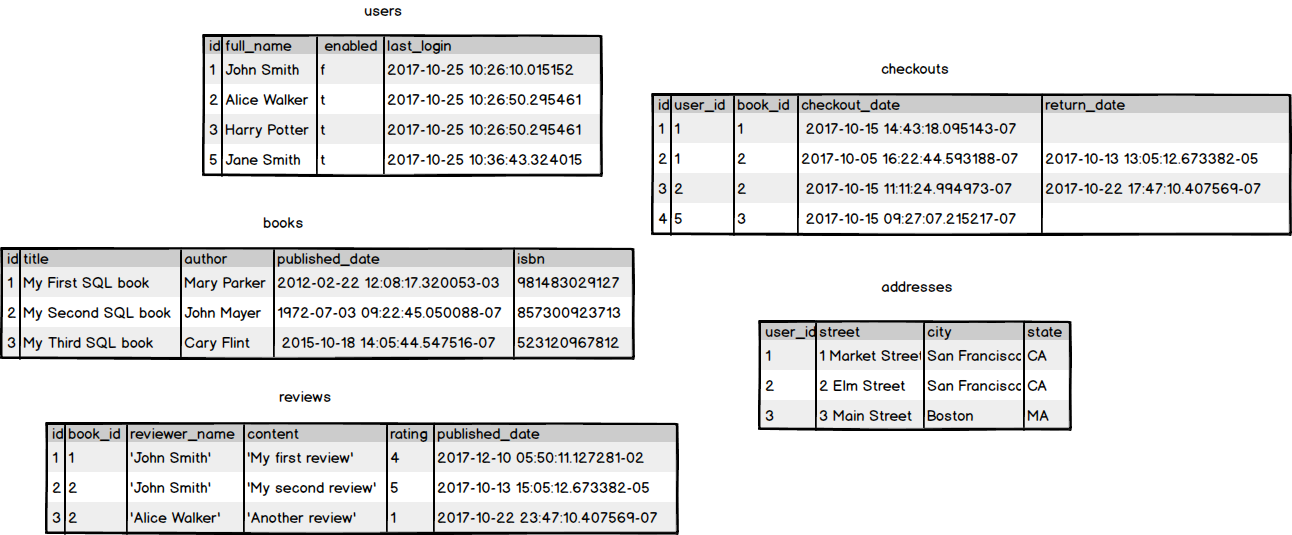 users
id full_name enabled last_login
1 John Smith f 2017-10-25 10:26:10.015152
2 Alice Walker t 2017-10-25 10:26:50.295461
3 Harry Potter t 2017-10-25 10:26:50.295461
5 Jane Smith t 2017-10-25 10:36:43.324015
checkouts
id user_id book_id checkout_date return_date
1 1 1 2017-10-15 14:43:18.095143-07
2 1 2 2017-10-05 16:22:44.593188-07 2017-10-13 13:05:12.673382-05
3 2 2 2017-10-15 11:11:24.994973-07 2017-10-22 17:47:10.407569-07
4 5 3 2017-10-15 09:27:07.215217-07
books
id title author published_date isbn
1 My First SQL book Mary Parker 2012-02-22 12:08:17.320053-03 981483029127
2 My Second SQL book John Mayer 1972-07-03 09:22:45.050088-07 857300923713
3 My Third SQL book Cary Flint 2015-10-18 14:05:44.547516-07 523120967812
addresses
user_id street city state
1 1 Market Street San Francisco CA
2 2 Elm Street San Francisco CA
3 3 Main Street Boston MA
reviews
id book_id reviewer_name content rating published_date
1 1 'John Smith' 'My first review' 4 2017-12-10 05:50:11.127281-02
2 2 'John Smith' 'My second review' 5 2017-10-13 15:05:12.673382-05
3 2 'Alice Walker' 'Another review' 1 2017-10-22 23:47:10.407569-07